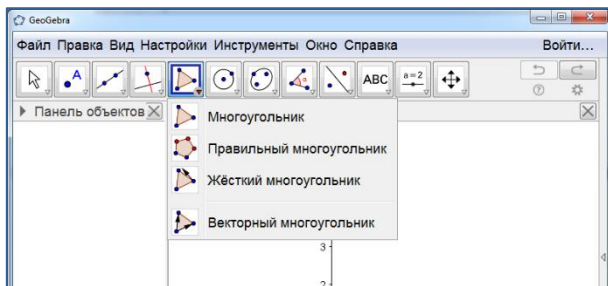 GeoGebra
Файл Правка Вид Настройки Инструменты Окно Справка Войти...
A ABC a=2
Панель объектов
Многоугольник
Правильный многоугольник
Жёсткий многоугольник
Векторный многоугольник
3
2